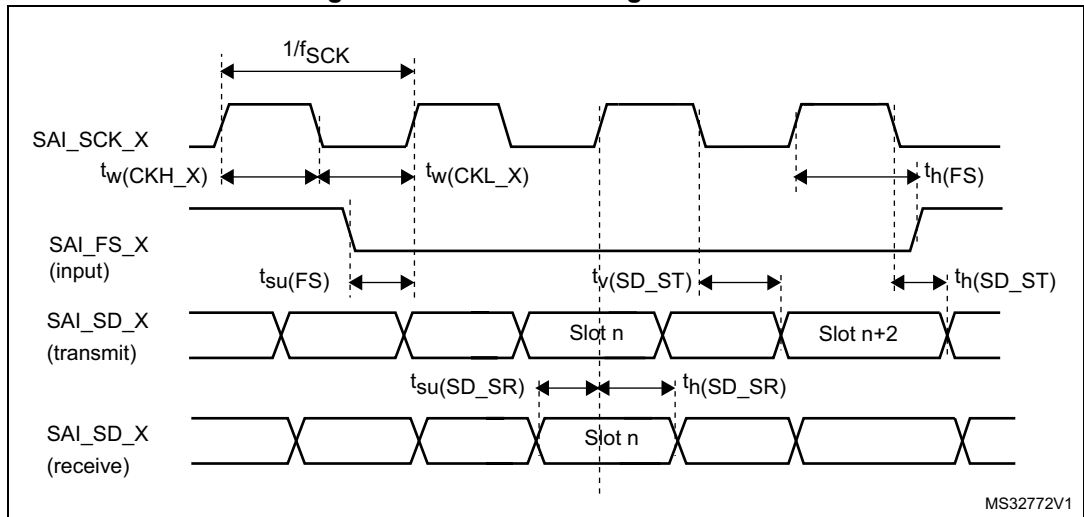 1/fSCK
SAI_SCK_X
tw(CKH_X)
tw(CKL_X)
th(FS)
SAI_FS_X
(input)
tsu(FS)
tv(SD_ST)
th(SD_ST)
SAI_SD_X
(transmit)
Slot n
Slot n+2
tsu(SD_SR)
th(SD_SR)
SAI_SD_X
(receive)
Slot n
MS32772V1